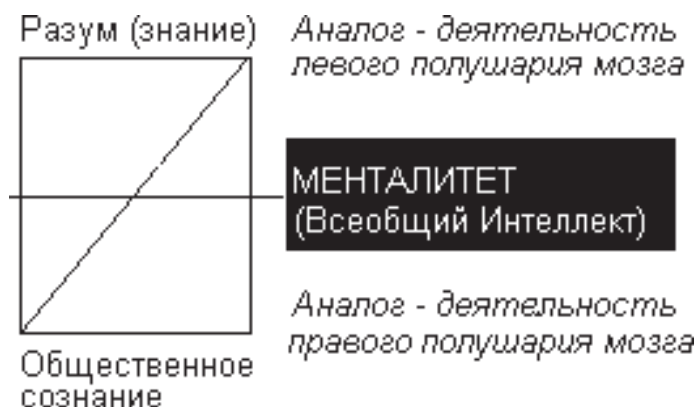 Разум (знание)
Аналог - деятельность
левого полушария мозга
МЕНТАЛИТЕТ
(Всеобщий Интеллект)
Аналог - деятельность
правого полушария мозга
Общественное
сознание